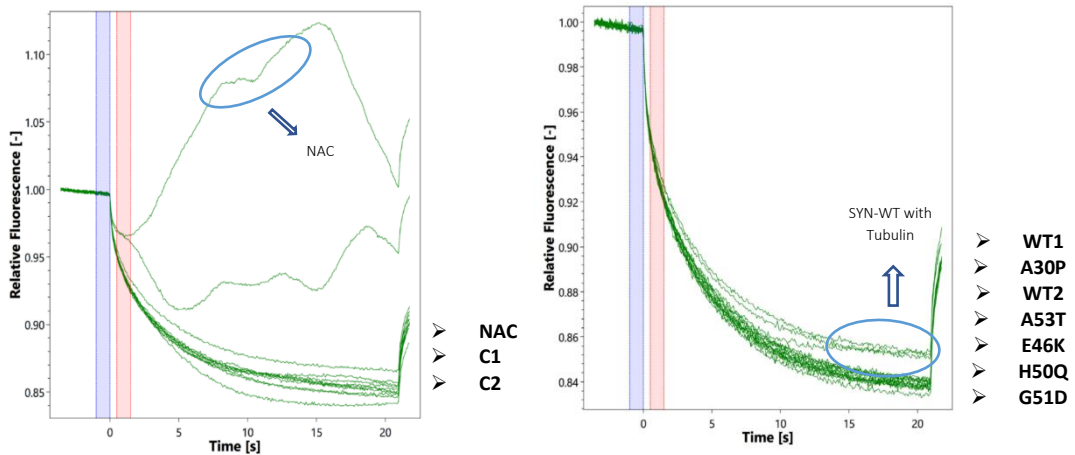 Relative Fluorescence [-]
1.10
1.05
1.00
0.95
0.90
0.85
0
5
10
15
20
Time [s]
NAC
➢ NAC
➢ C1
➢ C2
Relative Fluorescence [-]
1.00
0.98
0.96
0.94
0.92
0.90
0.88
0.86
0.84
0
5
10
15
20
Time [s]
SYN-WT with
Tubulin
➢ WT1
➢ A30P
➢ WT2
➢ A53T
➢ E46K
➢ H50Q
➢ G51D